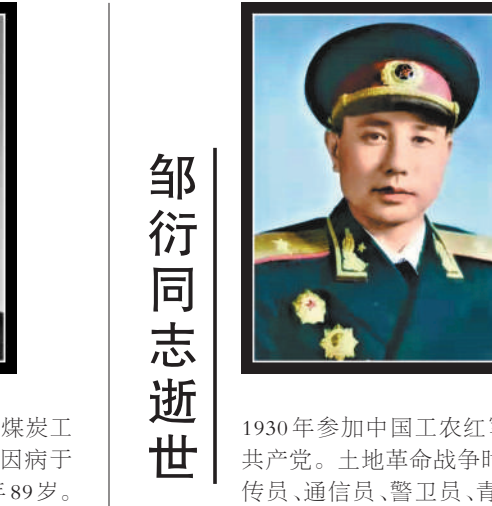 煤炭工
因病于
89岁。
邹衍同志逝世
1930年参加中国工农红
共产党。土地革命战争时
传员、通信员、警卫员、青